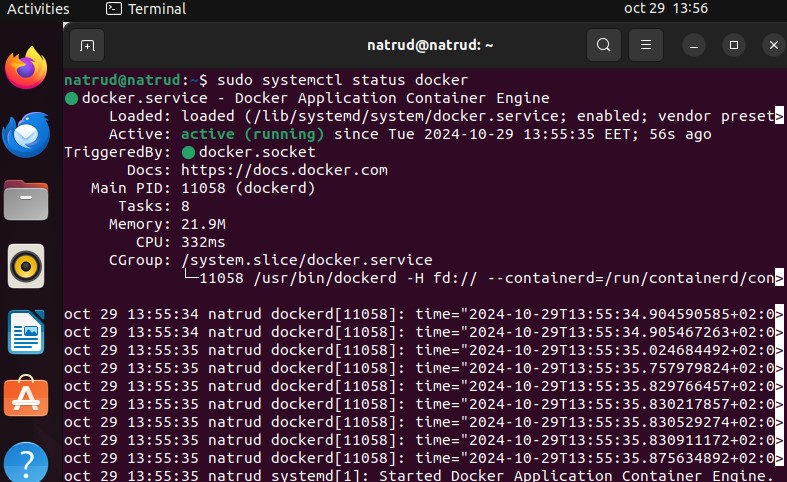 Activities Terminal oct 29 13:56
natrud@natrud: ~
natrud@natrud:~$ sudo systemctl status docker
docker.service - Docker Application Container Engine
Loaded: loaded (/lib/systemd/system/docker.service; enabled; vendor preset>
Active: active (running) since Tue 2024-10-29 13:55:35 EET; 56s ago
TriggeredBy: docker.socket
Docs: https://docs.docker.com
Main PID: 11058 (dockerd)
Tasks: 8
Memory: 21.9M
CPU: 332ms
CGroup: /system.slice/docker.service
└─11058 /usr/bin/dockerd -H fd:// --containerd=/run/containerd/con>
oct 29 13:55:34 natrud dockerd[11058]: time="2024-10-29T13:55:34.904590585+02:0>
oct 29 13:55:34 natrud dockerd[11058]: time="2024-10-29T13:55:34.905467263+02:0>
oct 29 13:55:35 natrud dockerd[11058]: time="2024-10-29T13:55:35.024684492+02:0>
oct 29 13:55:35 natrud dockerd[11058]: time="2024-10-29T13:55:35.757979824+02:0>
oct 29 13:55:35 natrud dockerd[11058]: time="2024-10-29T13:55:35.829766457+02:0>
oct 29 13:55:35 natrud dockerd[11058]: time="2024-10-29T13:55:35.830217857+02:0>
oct 29 13:55:35 natrud dockerd[11058]: time="2024-10-29T13:55:35.830529274+02:0>
oct 29 13:55:35 natrud dockerd[11058]: time="2024-10-29T13:55:35.830911172+02:0>
oct 29 13:55:35 natrud dockerd[11058]: time="2024-10-29T13:55:35.875634892+02:0>
oct 29 13:55:35 natrud systemd[1]: Started Docker Application Container Engine.